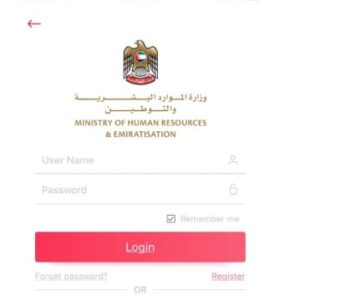 وزارة الموارد البشرية
والتوطين
MINISTRY OF HUMAN RESOURCES
& EMIRATISATION
User Name
Password
Remember me
Login
Forget password? Register
OR